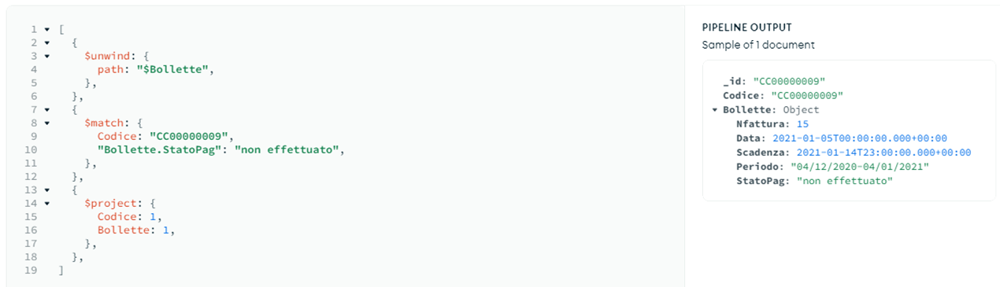 1 [
2 {
3 $unwind: {
4 path: "$Bollette",
5 },
6 },
7 {
8 $match: {
9 Codice: "CC00000009",
10 "Bollette.StatoPag": "non effettuato",
11 },
12 },
13 {
14 $project: {
15 Codice: 1,
16 Bollette: 1,
17 },
18 },
19 ]
PIPELINE OUTPUT
Sample of 1 document
_id: "CC00000009"
Codice: "CC00000009"
Bollette: Object
Nfattura: 15
Data: 2021-01-05T00:00:00.000+00:00
Scadenza: 2021-01-14T23:00:00.000+00:00
Periodo: "04/12/2020-04/01/2021"
StatoPag: "non effettuato"